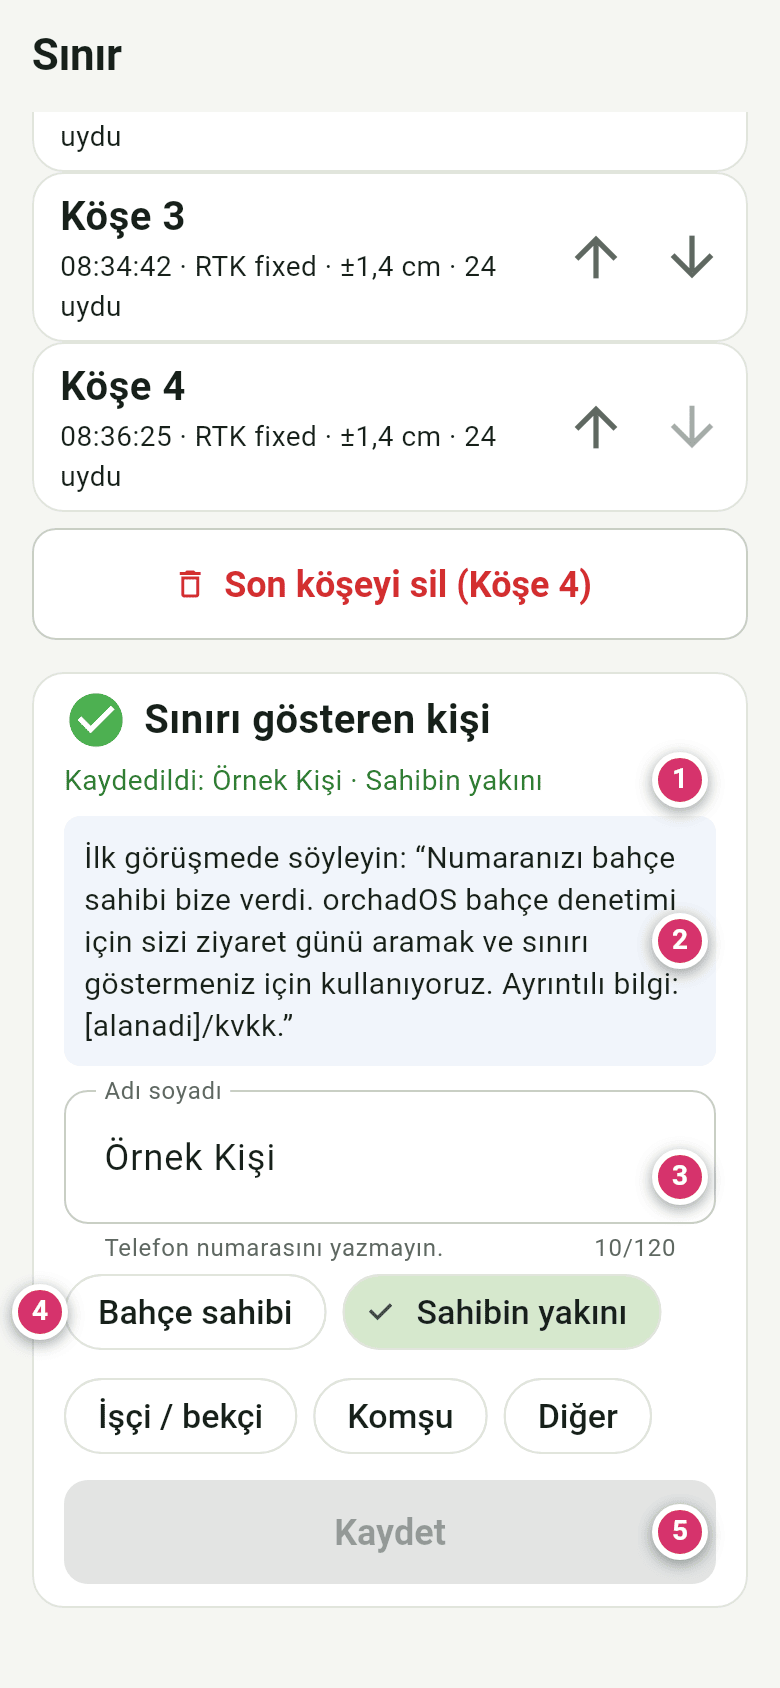 Sınır
uydu
Köşe 3
08:34:42 · RTK fixed · ±1,4 cm · 24
uydu
Köşe 4
08:36:25 · RTK fixed · ±1,4 cm · 24
uydu
Son köşeyi sil (Köşe 4)
Sınırı gösteren kişi
Kaydedildi: Örnek Kişi · Sahibin yakını
1
İlk görüşmede söyleyin: “Numaranızı bahçe
sahibi bize verdi. orchadOS bahçe denetimi
için sizi ziyaret günü aramak ve sınırı
2
göstermeniz için kullanıyoruz. Ayrıntılı bilgi:
[alanadi]/kvkk.”
Adı soyadı
Örnek Kişi
3
Telefon numarasını yazmayın. 10/120
4 Bahçe sahibi Sahibin yakını
İşçi / bekçi Komşu Diğer
Kaydet 5